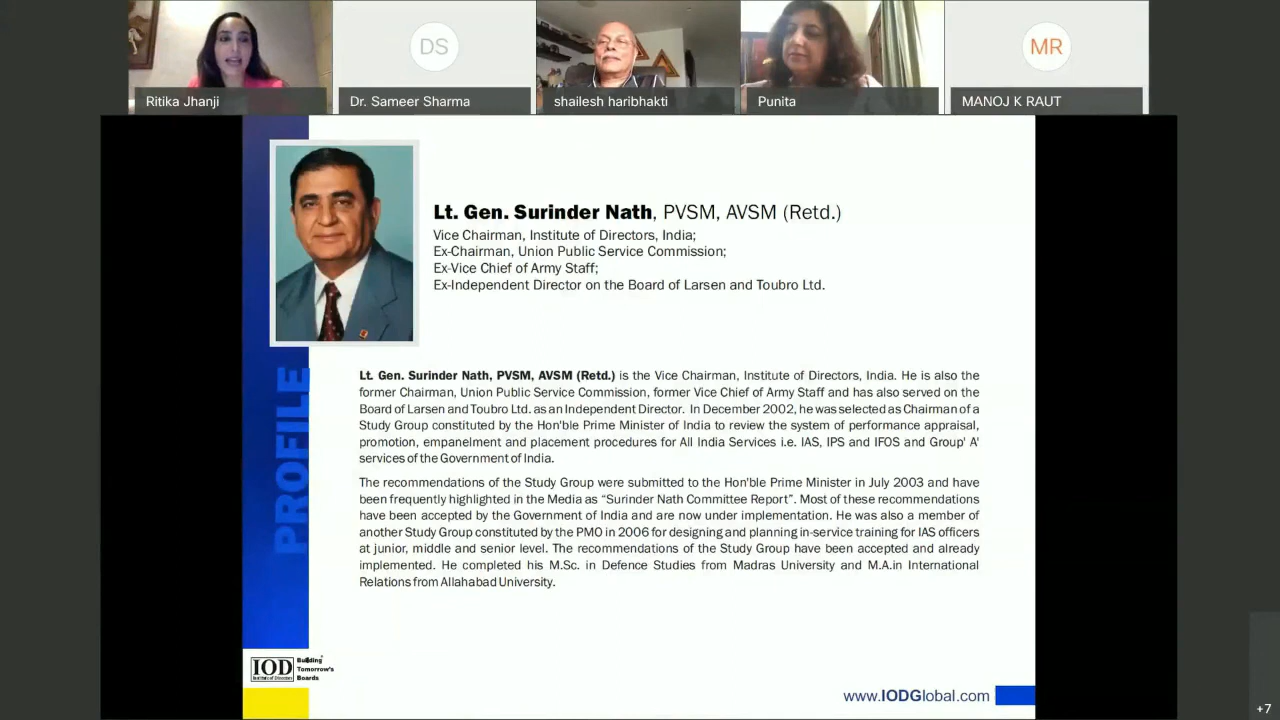 Ritika Jhanji
DS
Dr. Sameer Sharma
shailesh haribhakti
Punita
MR
MANOJ K RAUT
Lt. Gen. Surinder Nath, PVSM, AVSM (Retd.)
Vice Chairman, Institute of Directors, India;
Ex-Chairman, Union Public Service Commission;
Ex-Vice Chief of Army Staff;
Ex-Independent Director on the Board of Larsen and Toubro Ltd.
PROFILE
Lt. Gen. Surinder Nath, PVSM, AVSM (Retd.) is the Vice Chairman, Institute of Directors, India. He is also the
former Chairman, Union Public Service Commission, former Vice Chief of Army Staff and has also served on the
Board of Larsen and Toubro Ltd. as an Independent Director. In December 2002, he was selected as Chairman of a
Study Group constituted by the Hon'ble Prime Minister of India to review the system of performance appraisal,
promotion, empanelment and placement procedures for All India Services i.e. IAS, IPS and IFOS and Group' A'
services of the Government of India.
The recommendations of the Study Group were submitted to the Hon'ble Prime Minister in July 2003 and have
been frequently highlighted in the Media as “Surinder Nath Committee Report”. Most of these recommendations
have been accepted by the Government of India and are now under implementation. He was also a member of
another Study Group constituted by the PMO in 2006 for designing and planning in-service training for IAS officers
at junior, middle and senior level. The recommendations of the Study Group have been accepted and already
implemented. He completed his M.Sc. in Defence Studies from Madras University and M.A.in International
Relations from Allahabad University.
IOD
Institute of Directors
Building
Tomorrow's
Boards
www.IODGlobal.com
+7